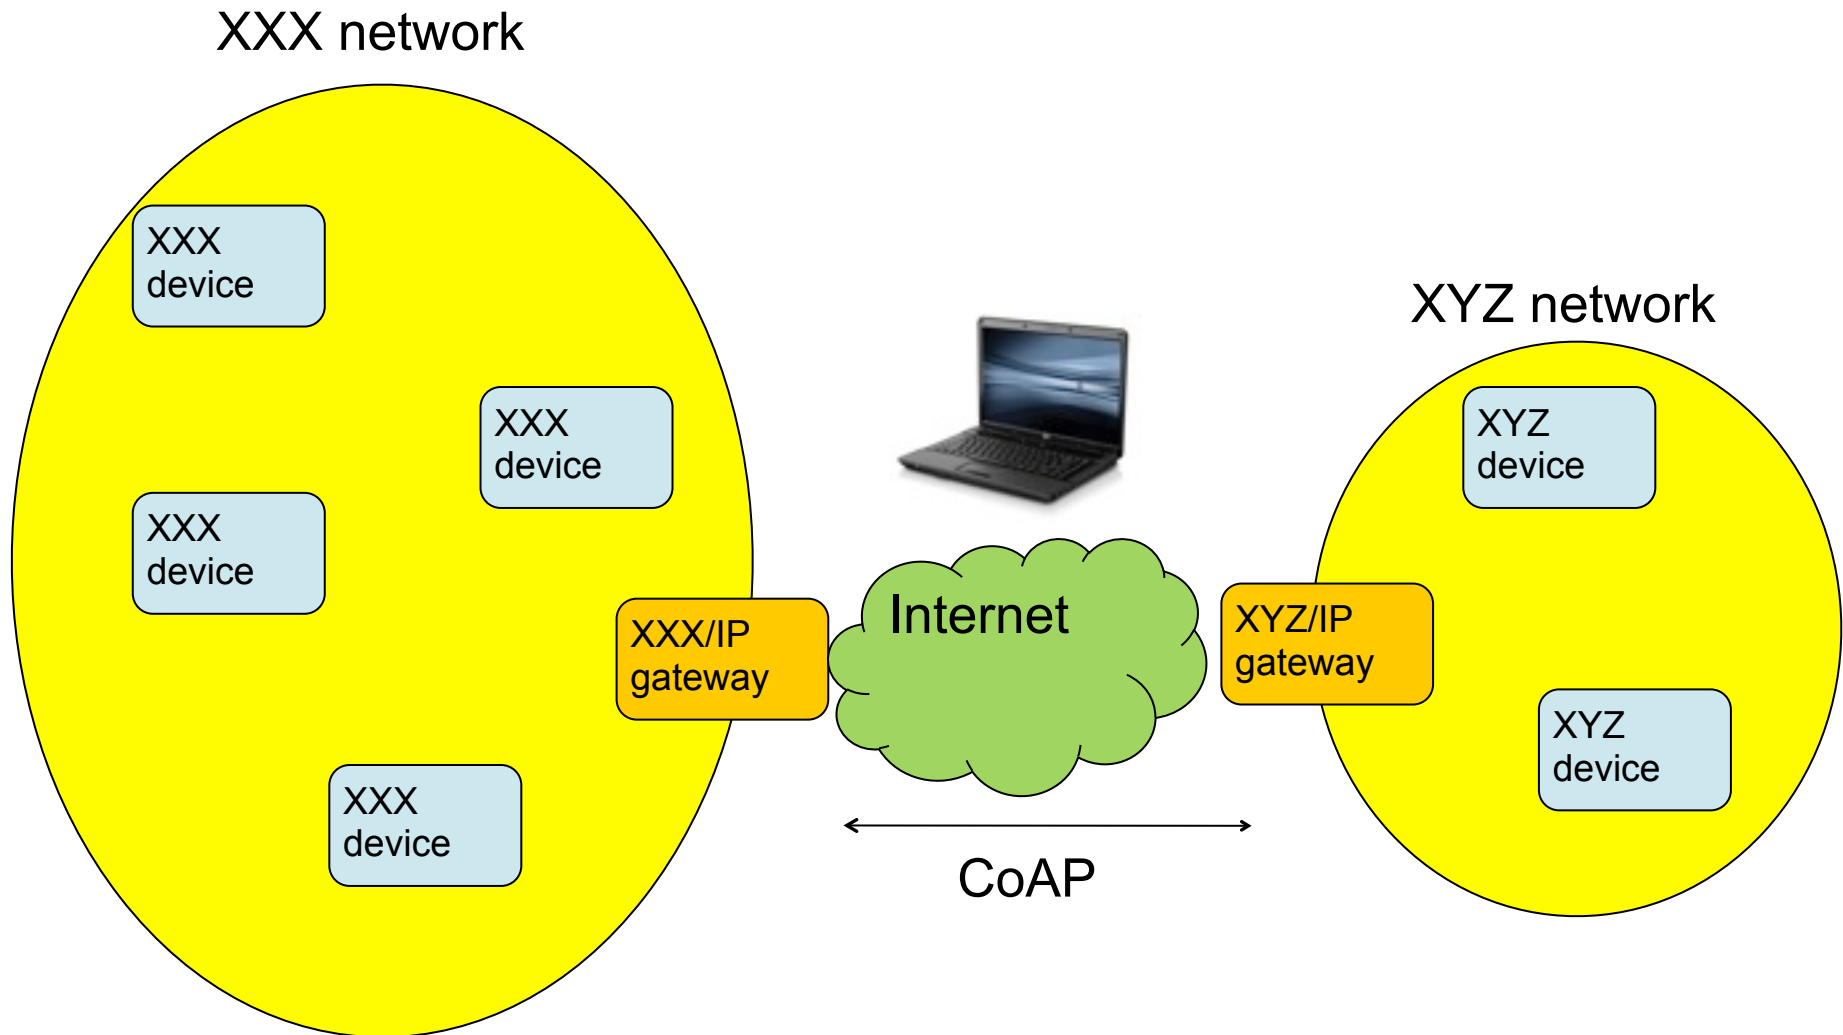 XXX network
XXX
device
XXX
device
XXX
device
XXX
device
XXX/IP
gateway
Internet
CoAP
XYZ network
XYZ
device
XYZ/IP
gateway
XYZ
device